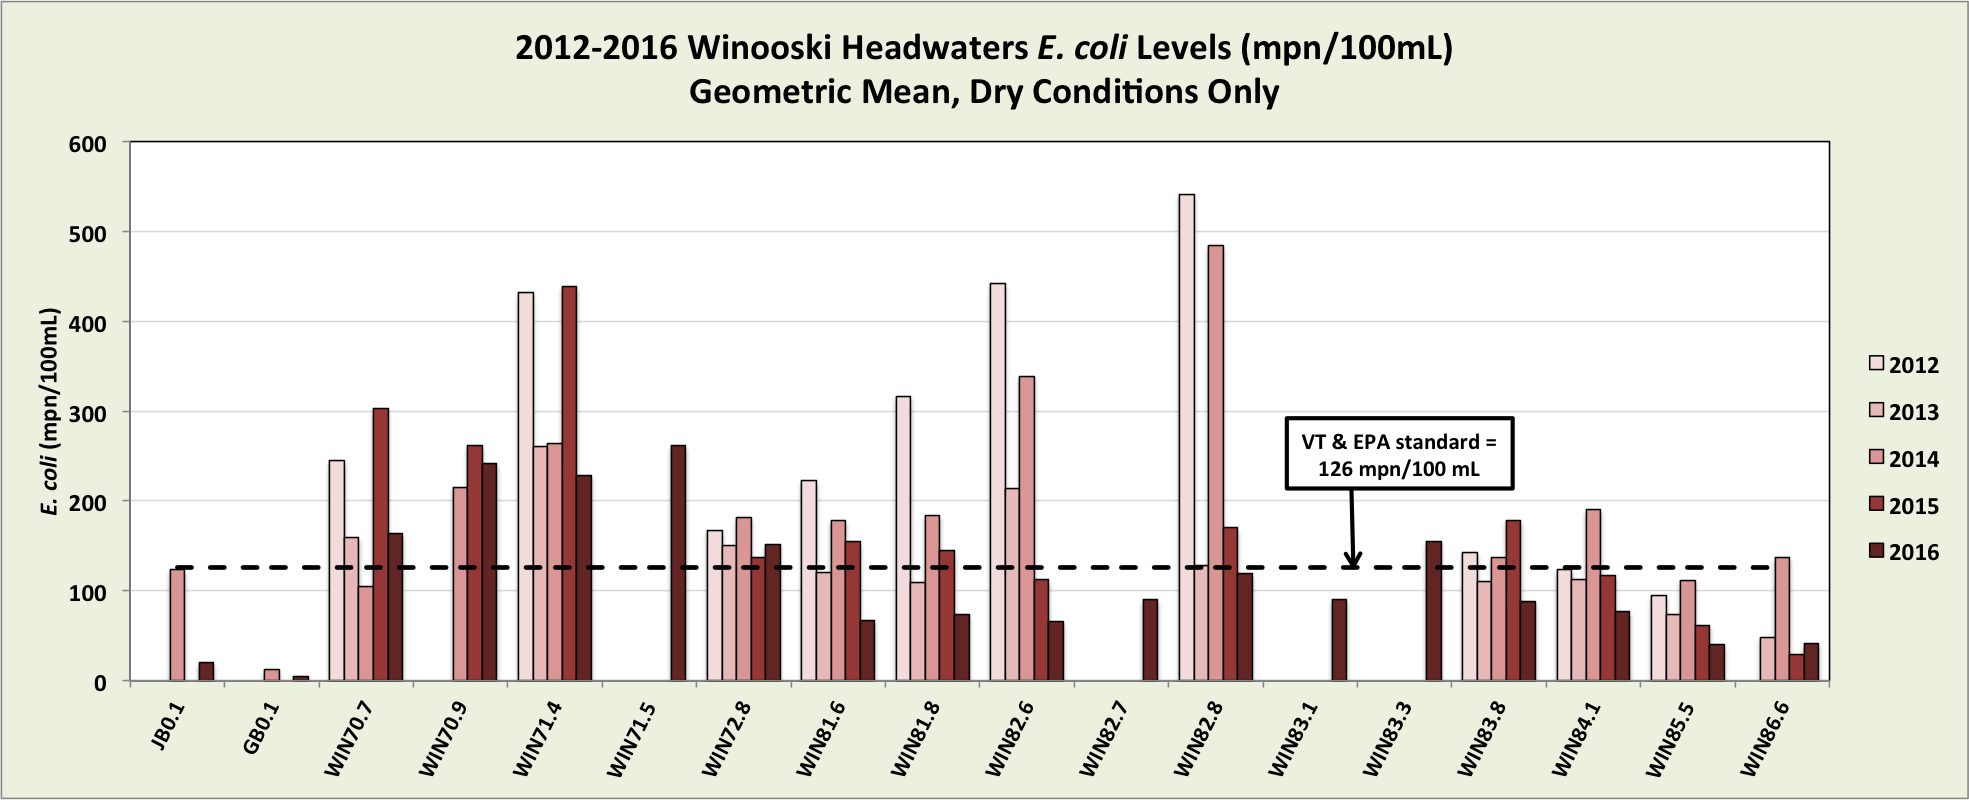 2012-2016 Winooski Headwaters E. coli Levels (mpn/100mL)
Geometric Mean, Dry Conditions Only
E. coli (mpn/100mL)
600
500
400
300
200
100
0
VT & EPA standard =
126 mpn/100 mL
2012
2013
2014
2015
2016
JB0.1
GB0.1
WIN70.7
WIN70.9
WIN71.4
WIN71.5
WIN72.8
WIN81.6
WIN81.8
WIN82.6
WIN82.7
WIN82.8
WIN83.1
WIN83.3
WIN83.8
WIN84.1
WIN85.5
WIN86.6